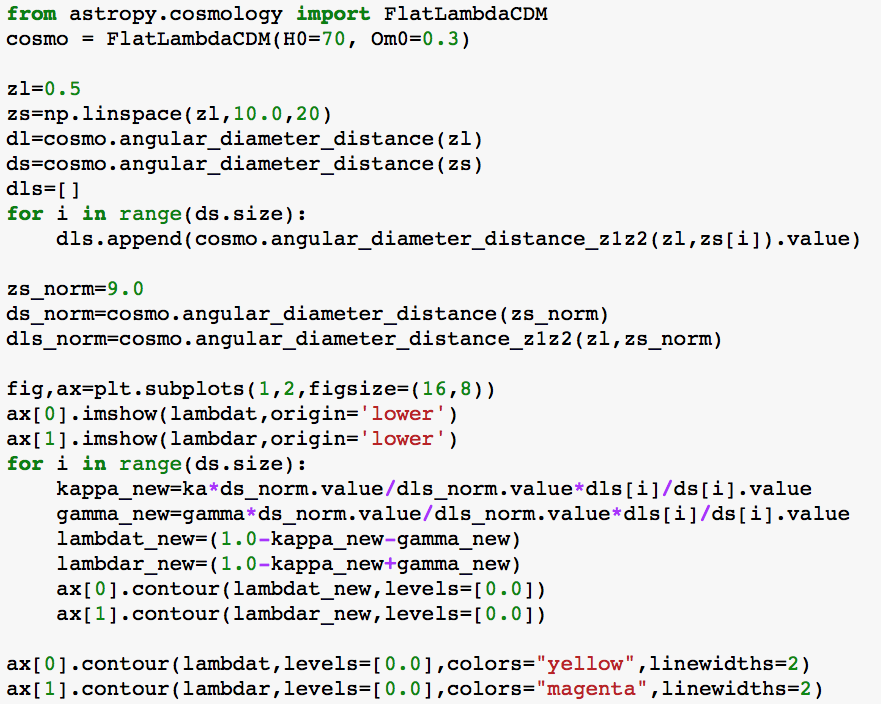 from astropy.cosmology import FlatLambdaCDM
cosmo = FlatLambdaCDM(H0=70, Om0=0.3)

zl=0.5
zs=np.linspace(zl,10.0,20)
dl=cosmo.angular_diameter_distance(zl)
ds=cosmo.angular_diameter_distance(zs)
dls=[]
for i in range(ds.size):
    dls.append(cosmo.angular_diameter_distance_z1z2(zl,zs[i]).value)

zs_norm=9.0
ds_norm=cosmo.angular_diameter_distance(zs_norm)
dls_norm=cosmo.angular_diameter_distance_z1z2(zl,zs_norm)

fig,ax=plt.subplots(1,2,figsize=(16,8))
ax[0].imshow(lambdat,origin='lower')
ax[1].imshow(lambdar,origin='lower')
for i in range(ds.size):
    kappa_new=ka*ds_norm.value/dls_norm.value*dls[i]/ds[i].value
    gamma_new=gamma*ds_norm.value/dls_norm.value*dls[i]/ds[i].value
    lambdat_new=(1.0-kappa_new-gamma_new)
    lambdar_new=(1.0-kappa_new+gamma_new)
    ax[0].contour(lambdat_new,levels=[0.0])
    ax[1].contour(lambdar_new,levels=[0.0])

ax[0].contour(lambdat,levels=[0.0],colors="yellow",linewidths=2)
ax[1].contour(lambdar,levels=[0.0],colors="magenta",linewidths=2)